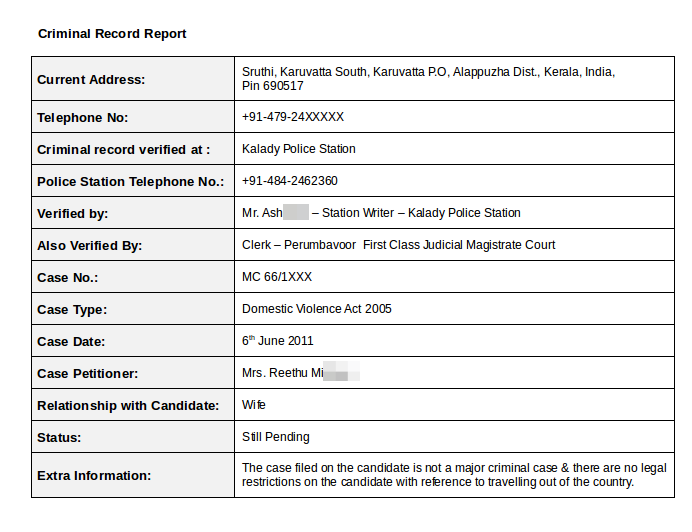 Criminal Record Report
Current Address:
Sruthi, Karuvatta South, Karuvatta P.O, Alappuzha Dist., Kerala, India,
Pin 690517
Telephone No:
+91-479-24XXXXX
Criminal record verified at :
Kalady Police Station
Police Station Telephone No.:
+91-484-2462360
Verified by:
Mr. Ash – Station Writer – Kalady Police Station
Also Verified By:
Clerk – Perumbavoor First Class Judicial Magistrate Court
Case No.:
MC 66/1XXX
Case Type:
Domestic Violence Act 2005
Case Date:
6th June 2011
Case Petitioner:
Mrs. Reethu Mi
Relationship with Candidate:
Wife
Status:
Still Pending
Extra Information:
The case filed on the candidate is not a major criminal case & there are no legal
restrictions on the candidate with reference to travelling out of the country.